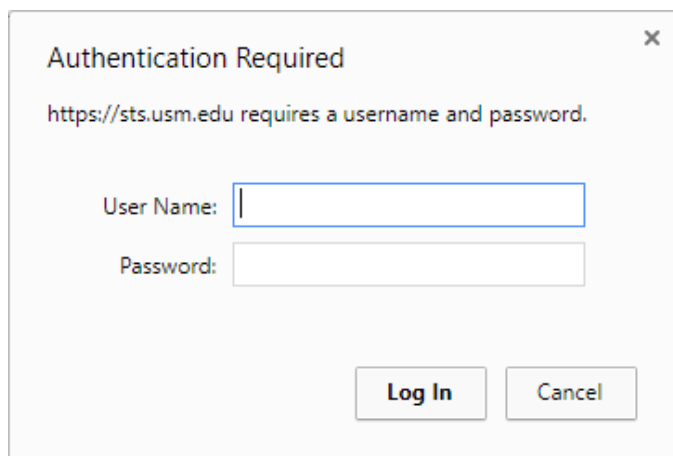 Authentication Required
https://sts.usm.edu requires a username and password.
User Name:
Password:
Log In Cancel